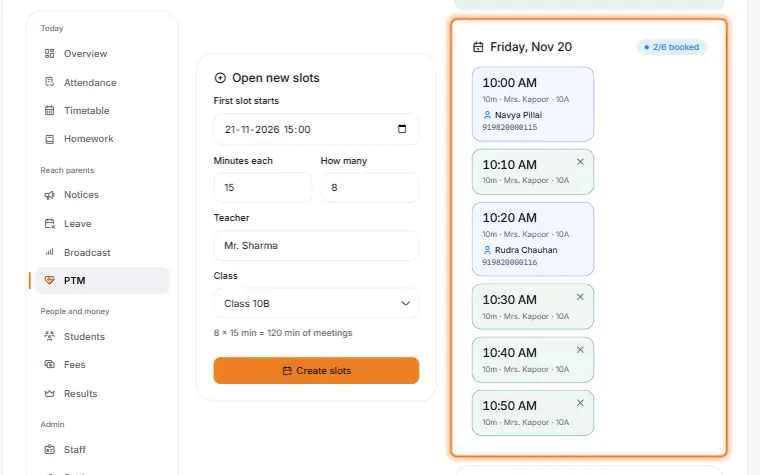 Today
Overview
Attendance
Timetable
Homework
Reach parents
Notices
Leave
Broadcast
PTM
People and money
Students
Fees
Results
Admin
Staff
Open new slots
First slot starts
21-11-2026 15:00
Minutes each
How many
15
8
Teacher
Mr. Sharma
Class
Class 10B
8 × 15 min = 120 min of meetings
Create slots
Friday, Nov 20
2/6 booked
10:00 AM
10m · Mrs. Kapoor · 10A
Navya Pillai
919820000115
10:10 AM
10m · Mrs. Kapoor · 10A
10:20 AM
10m · Mrs. Kapoor · 10A
Rudra Chauhan
919820000116
10:30 AM
10m · Mrs. Kapoor · 10A
10:40 AM
10m · Mrs. Kapoor · 10A
10:50 AM
10m · Mrs. Kapoor · 10A